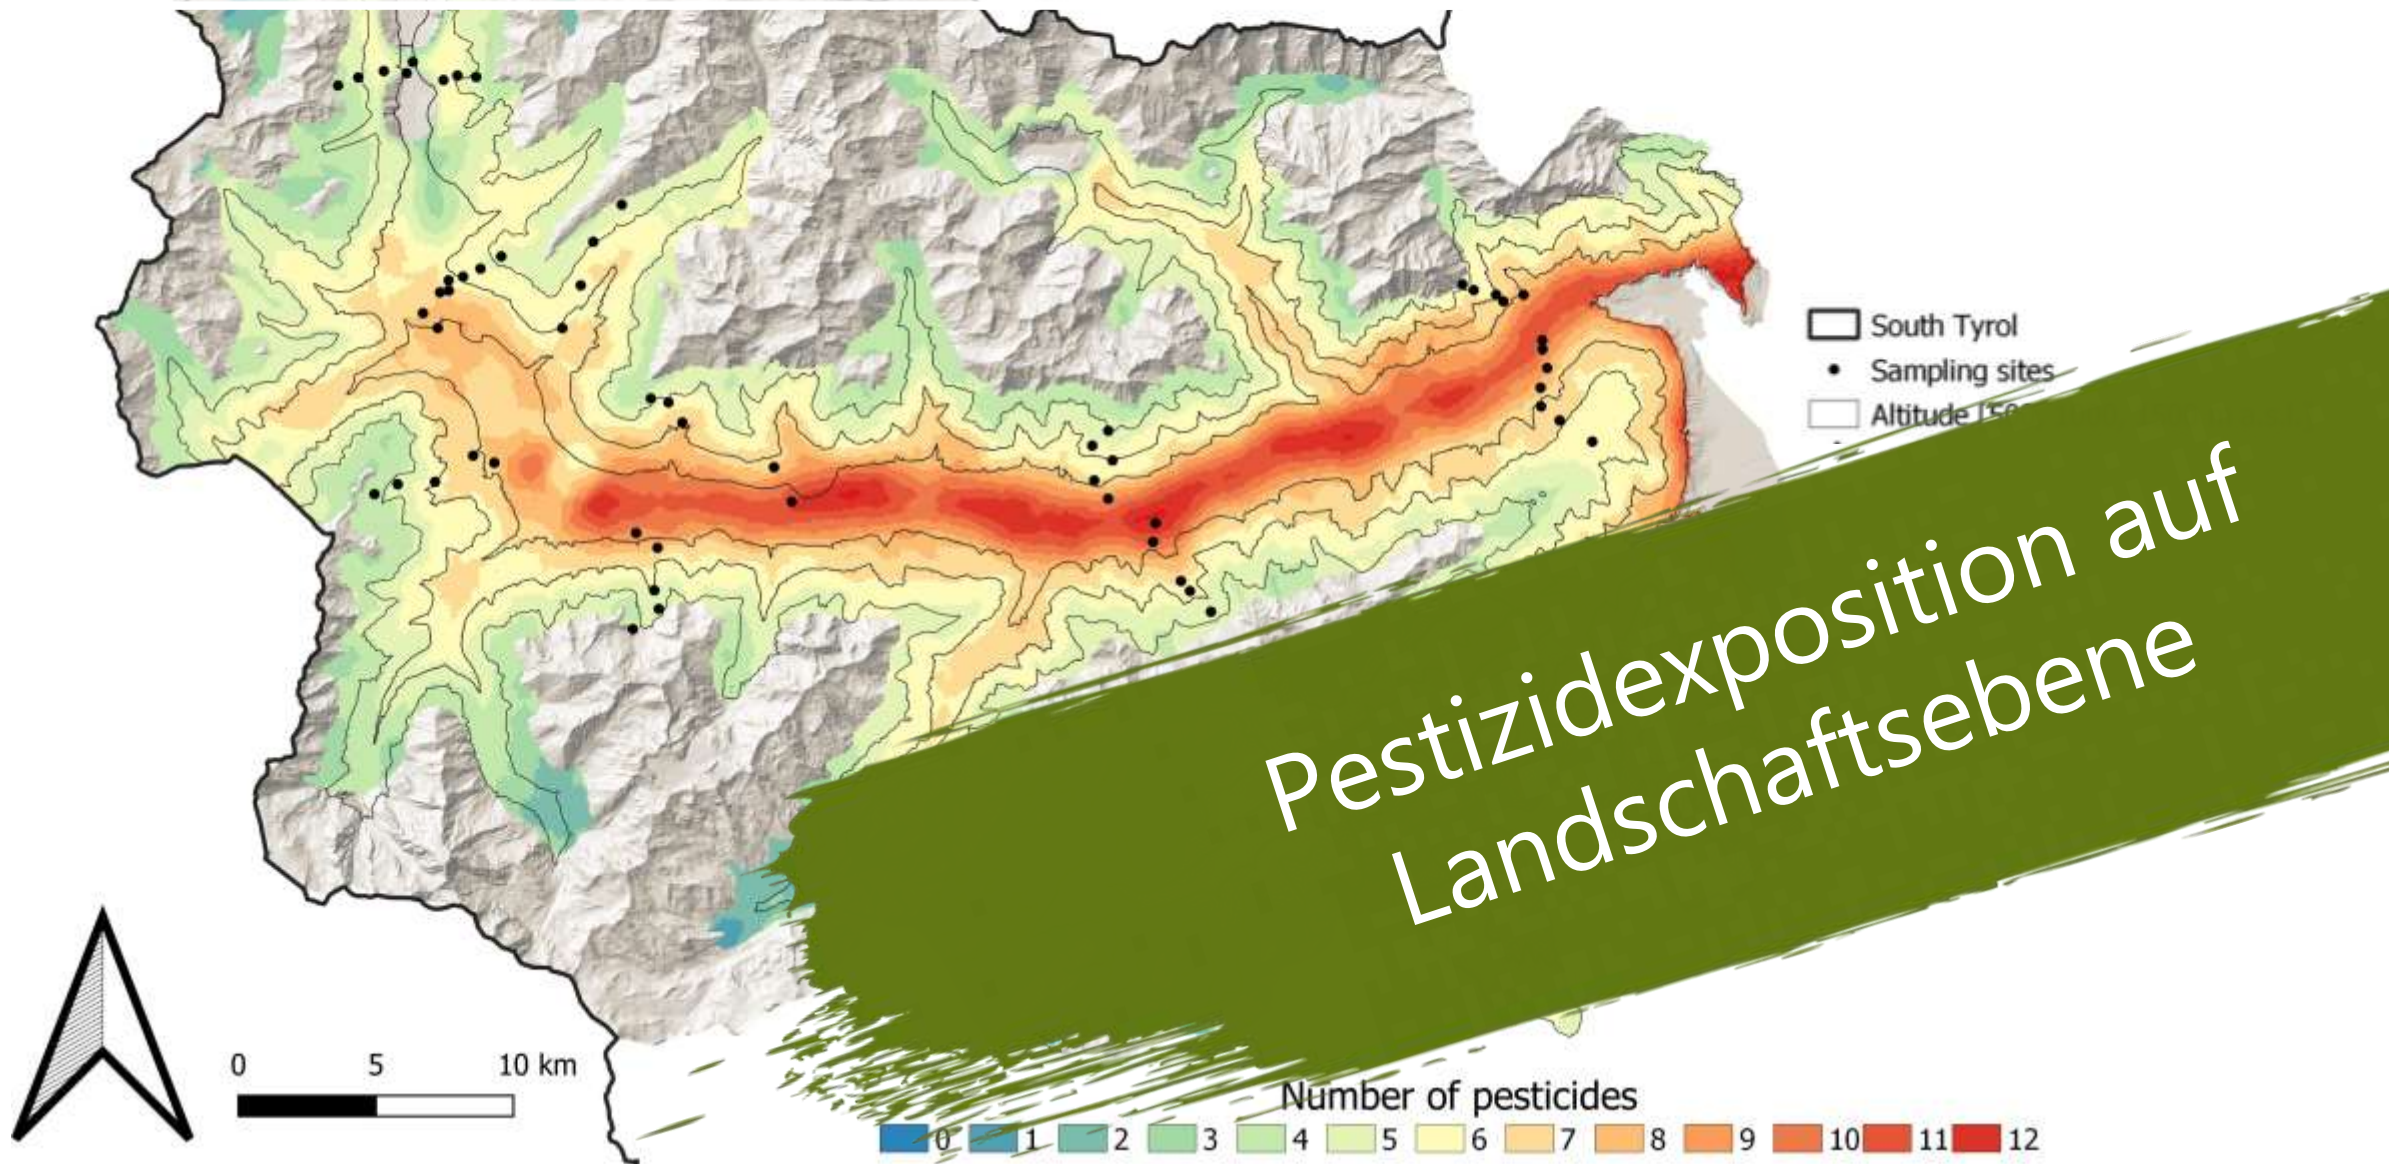 South Tyrol
Sampling sites
Altitude
Pestizidexposition auf
Landschaftsebene
0 5 10 km
Number of pesticides
0 1 2 3 4 5 6 7 8 9 10 11 12